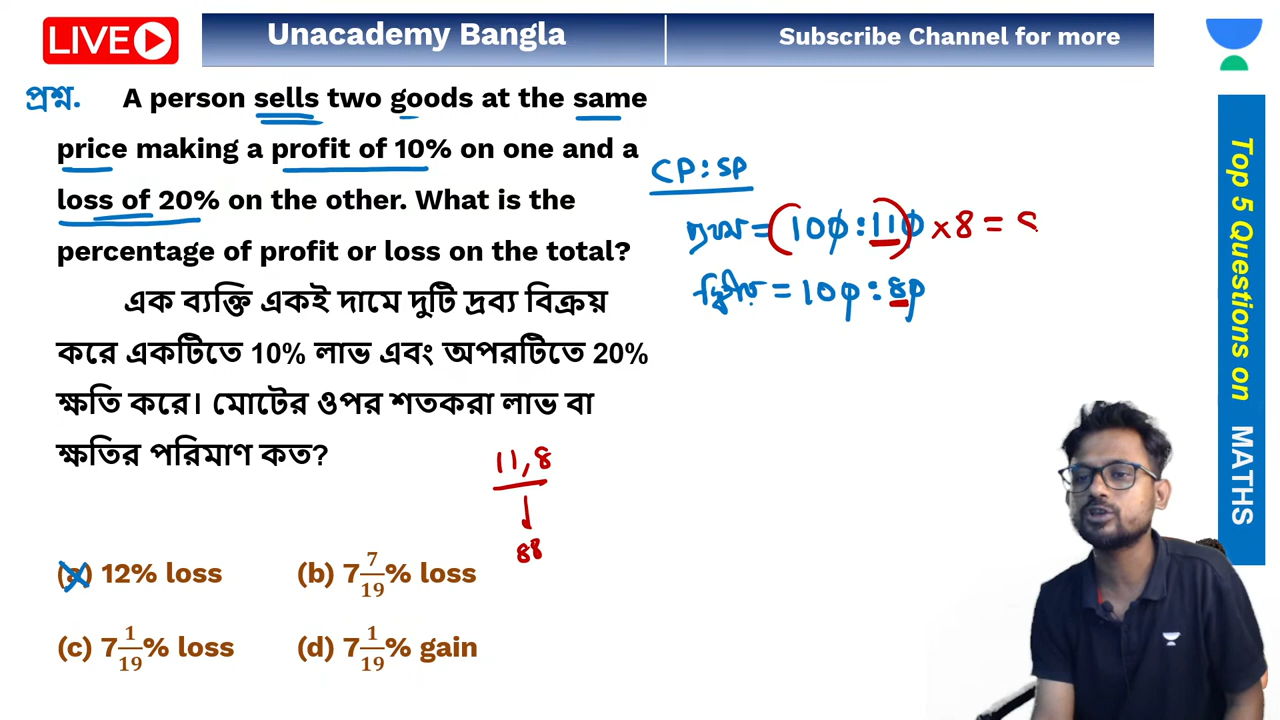 LIVE
Unacademy Bangla
Subscribe Channel for more
প্রশ্ন. A person sells two goods at the same
price making a profit of 10% on one and a
loss of 20% on the other. What is the
percentage of profit or loss on the total?
এক ব্যক্তি একই দামে দুটি দ্রব্য বিক্রয়
করে একটিতে 10% লাভ এবং অপরটিতে 20%
ক্ষতি করে। মোটের ওপর শতকরা লাভ বা
ক্ষতির পরিমাণ কত?
(a) 12% loss (b) 7 7/19% loss
(c) 7 1/19% loss (d) 7 1/19% gain
CP : SP
= (100 : 110) × 8 =
= 100 : 80
11, 8
88
Top 5 Questions on MATHS